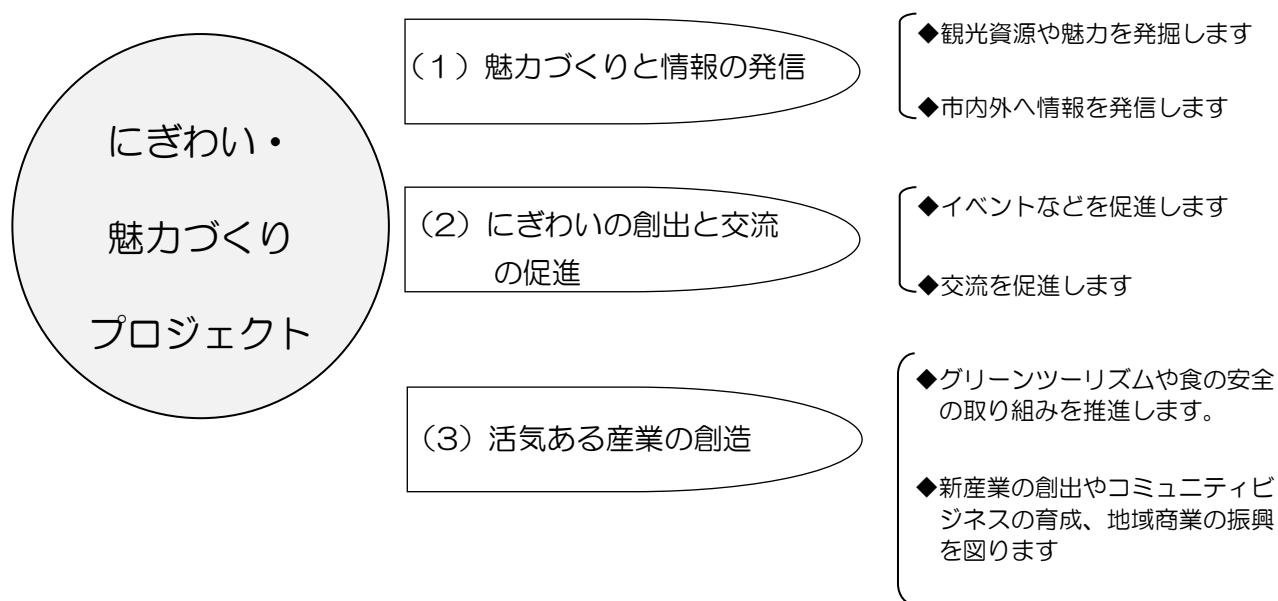 にぎわい・
魅力づくり
プロジェクト
（1）魅力づくりと情報の発信
◆観光資源や魅力を発掘します
◆市内外へ情報を発信します
（2）にぎわいの創出と交流
の促進
◆イベントなどを促進します
◆交流を促進します
（3）活気ある産業の創造
◆グリーンツーリズムや食の安全
の取り組みを推進します。
◆新産業の創出やコミュニティビ
ジネスの育成、地域商業の振興
を図ります